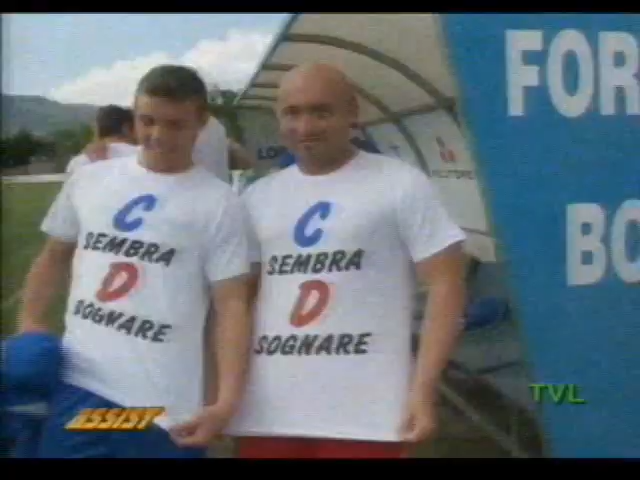 FOR
BO
C
SEMBRA
D
SOGNARE
C
SEMBRA
D
SOGNARE
ASSIST
TVL